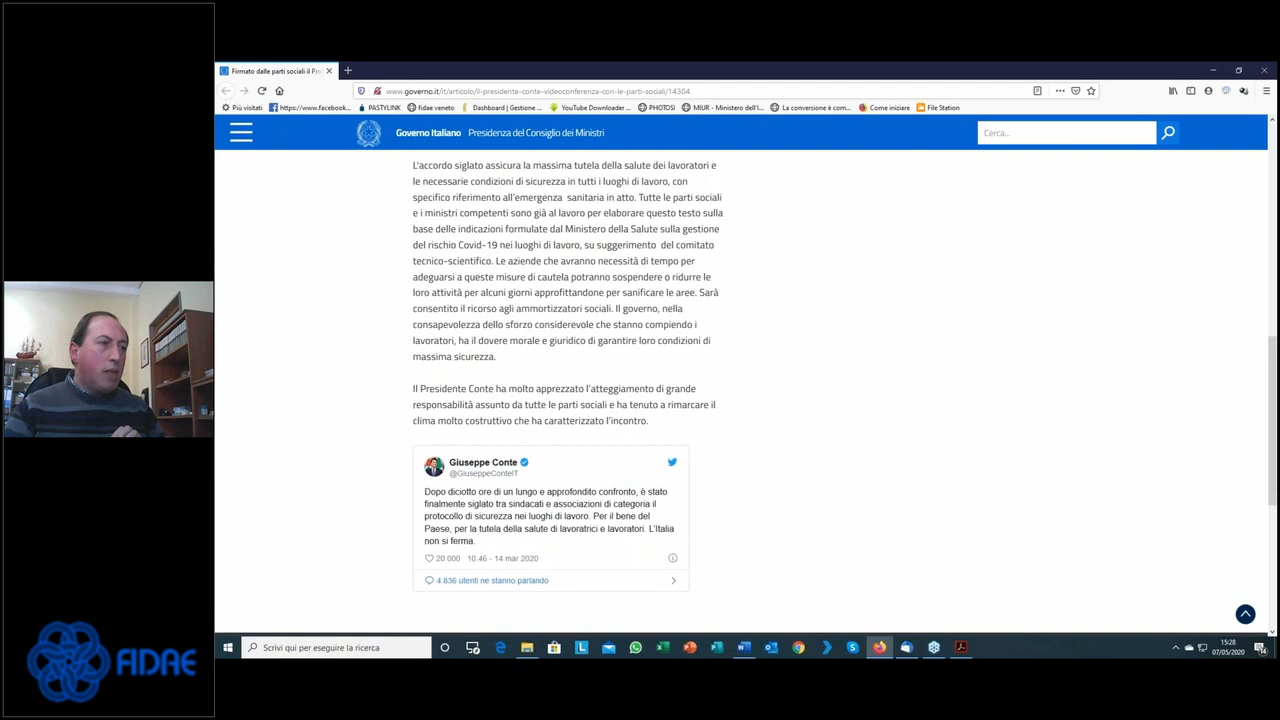 Firmato dalle parti sociali il Pro
www.governo.it/it/articolo/il-presidente-conte-videoconferenza-con-le-parti-sociali/14304
Più visitati
https://www.facebook...
PASTYLINK
fidae veneto
Dashboard | Gestione ...
YouTube Downloader ...
PHOTOSI
MIUR - Ministero dell'I...
La conversione è com...
Come iniziare
File Station
Governo Italiano Presidenza del Consiglio dei Ministri
Cerca...
L'accordo siglato assicura la massima tutela della salute dei lavoratori e
le necessarie condizioni di sicurezza in tutti i luoghi di lavoro, con
specifico riferimento all'emergenza sanitaria in atto. Tutte le parti sociali
e i ministri competenti sono già al lavoro per elaborare questo testo sulla
base delle indicazioni formulate dal Ministero della Salute sulla gestione
del rischio Covid-19 nei luoghi di lavoro, su suggerimento del comitato
tecnico-scientifico. Le aziende che avranno necessità di tempo per
adeguarsi a queste misure di cautela potranno sospendere o ridurre le
loro attività per alcuni giorni approfittandone per sanificare le aree. Sarà
consentito il ricorso agli ammortizzatori sociali. Il governo, nella
consapevolezza dello sforzo considerevole che stanno compiendo i
lavoratori, ha il dovere morale e giuridico di garantire loro condizioni di
massima sicurezza.
Il Presidente Conte ha molto apprezzato l'atteggiamento di grande
responsabilità assunto da tutte le parti sociali e ha tenuto a rimarcare il
clima molto costruttivo che ha caratterizzato l'incontro.
Giuseppe Conte
@GiuseppeConteIT
Dopo diciotto ore di un lungo e approfondito confronto, è stato
finalmente siglato tra sindacati e associazioni di categoria il
protocollo di sicurezza nei luoghi di lavoro. Per il bene del
Paese, per la tutela della salute di lavoratrici e lavoratori. L'Italia
non si ferma.
20.000 10:46 - 14 mar 2020
4.836 utenti ne stanno parlando
Scrivi qui per eseguire la ricerca
15:28
07/05/2020
FIDAE